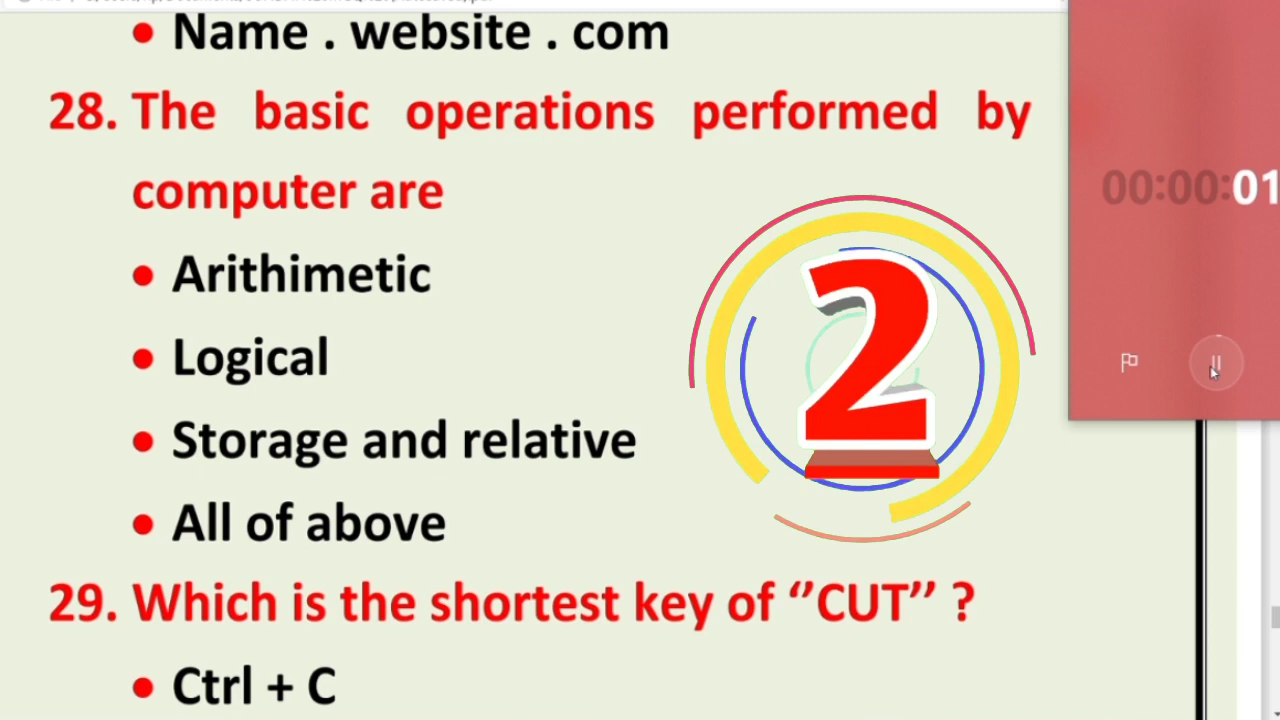 • Name . website . com
28. The basic operations performed by
computer are
• Arithimetic
• Logical
• Storage and relative
• All of above
29. Which is the shortest key of ‘’CUT’’ ?
• Ctrl + C
00:00:01
2